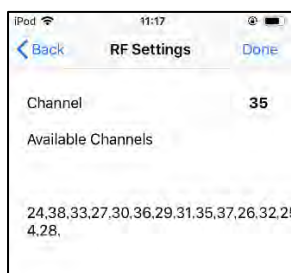 iPod 11:17
Back RF Settings Done
Channel 35
Available Channels
24,38,33,27,30,36,29,31,35,37,26,32,25
4,28,